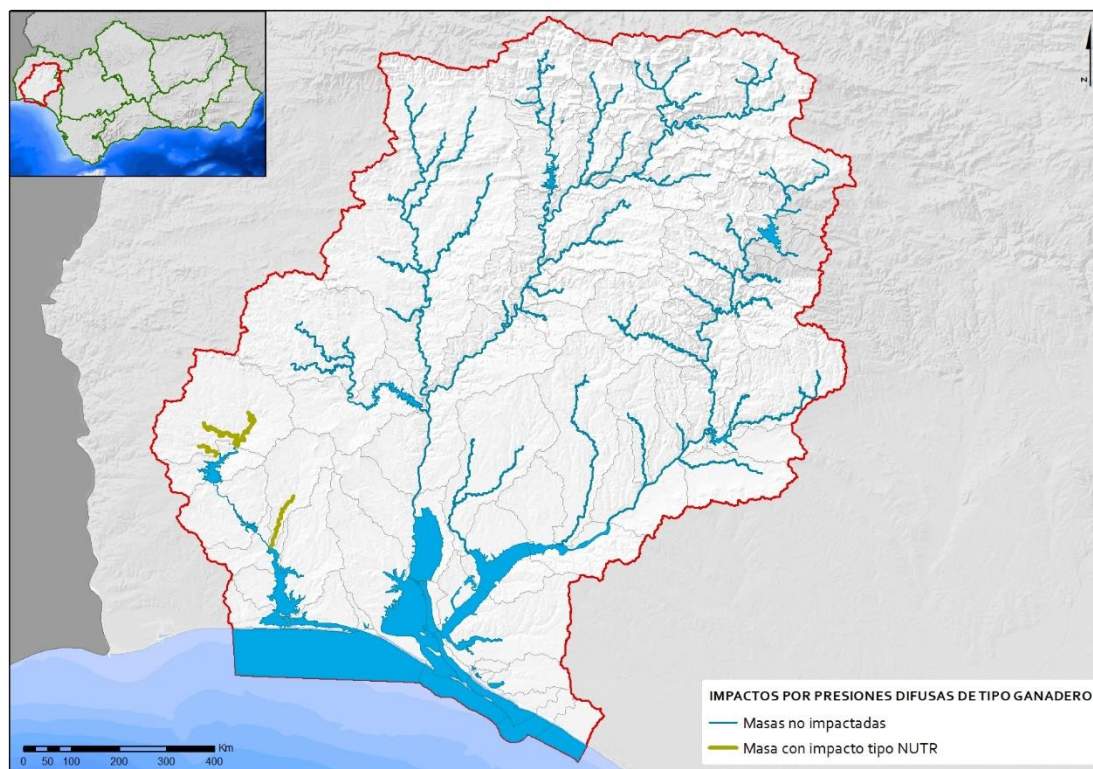 N
IMPACTOS POR PRESIONES DIFUSAS DE TIPO GANADERO
Masas no impactadas
Masa con impacto tipo NUTR
Km
0 50 100 200 300 400